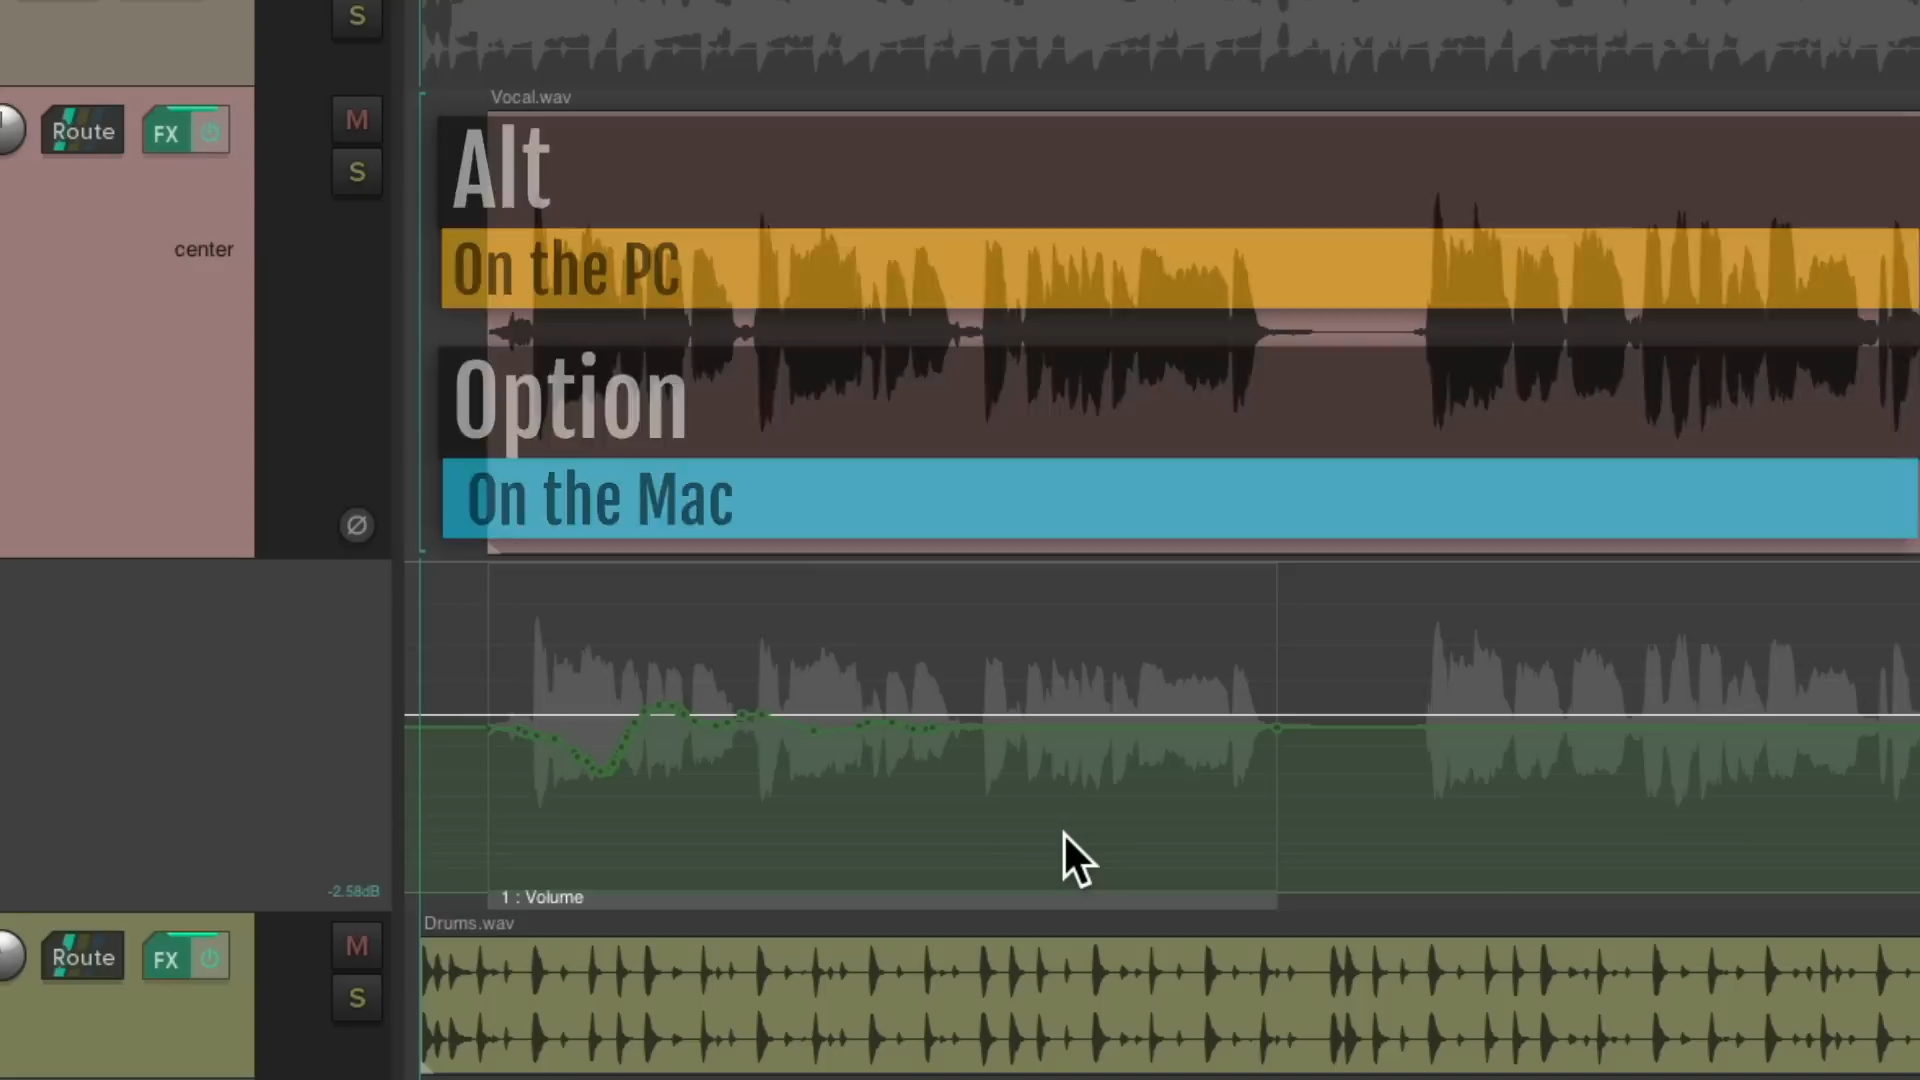 S
Vocal.wav
Route
FX
M
S
Alt
On the PC
center
Option
On the Mac
-2.58dB
1 : Volume
Drums.wav
Route
FX
M
S